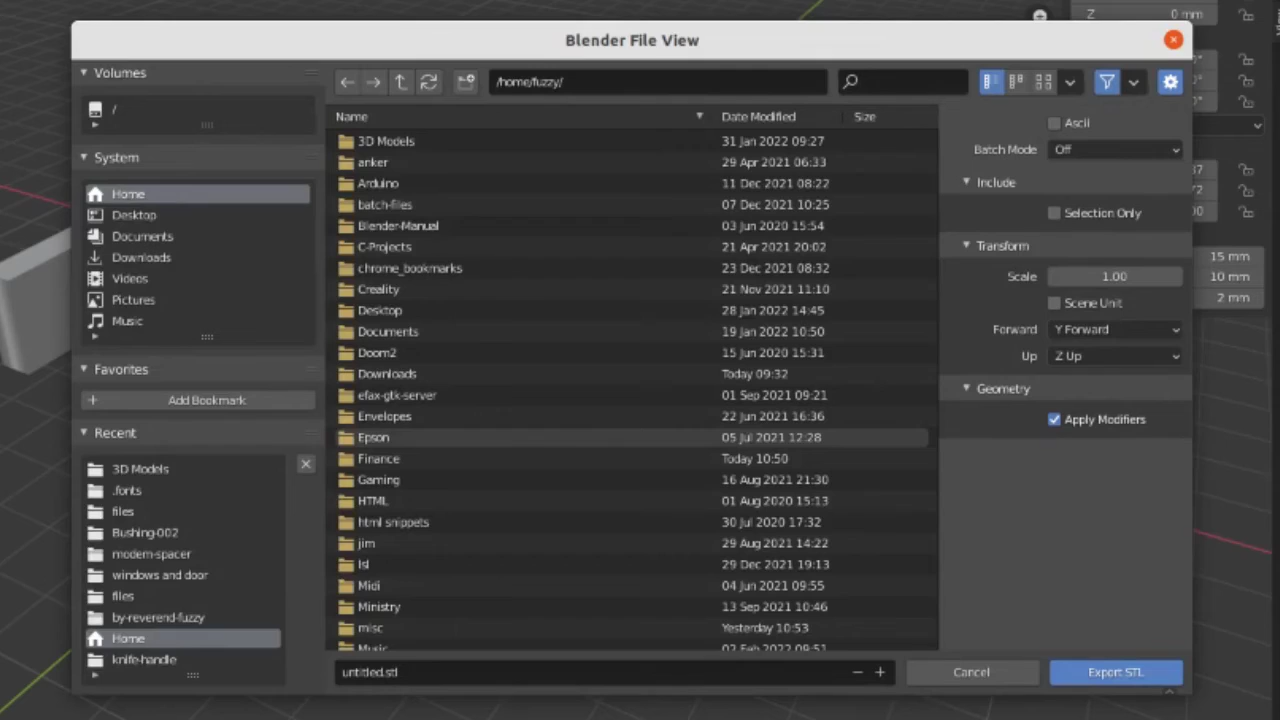 Z 0 mm
Blender File View
Volumes
/
System
Home
Desktop
Documents
Downloads
Videos
Pictures
Music
Favorites
Add Bookmark
Recent
3D Models
.fonts
files
Bushing-002
modem-spacer
windows and door
files
by-reverend-fuzzy
Home
knife-handle
/home/fuzzy/
Name Date Modified Size
3D Models 31 Jan 2022 09:27
anker 29 Apr 2021 06:33
Arduino 11 Dec 2021 08:22
batch-files 07 Dec 2021 10:25
Blender-Manual 03 Jun 2020 15:54
C-Projects 21 Apr 2021 20:02
chrome_bookmarks 23 Dec 2021 08:32
Creality 21 Nov 2021 11:10
Desktop 28 Jan 2022 14:45
Documents 19 Jan 2022 10:50
Doom2 15 Jun 2020 15:31
Downloads Today 09:32
efax-gtk-server 01 Sep 2021 09:21
Envelopes 22 Jun 2021 16:36
Epson 05 Jul 2021 12:28
Finance Today 10:50
Gaming 16 Aug 2021 21:30
HTML 01 Aug 2020 15:13
html snippets 30 Jul 2020 17:32
jim 29 Aug 2021 14:22
lsl 29 Dec 2021 19:13
Midi 04 Jun 2021 09:55
Ministry 13 Sep 2021 10:46
misc Yesterday 10:53
Music 02 Feb 2022 09:51
untitled.stl
Cancel
Export STL
Ascii
Batch Mode Off
Include
Selection Only
Transform
Scale 1.00
Scene Unit
Forward Y Forward
Up Z Up
Geometry
Apply Modifiers
15 mm
10 mm
2 mm